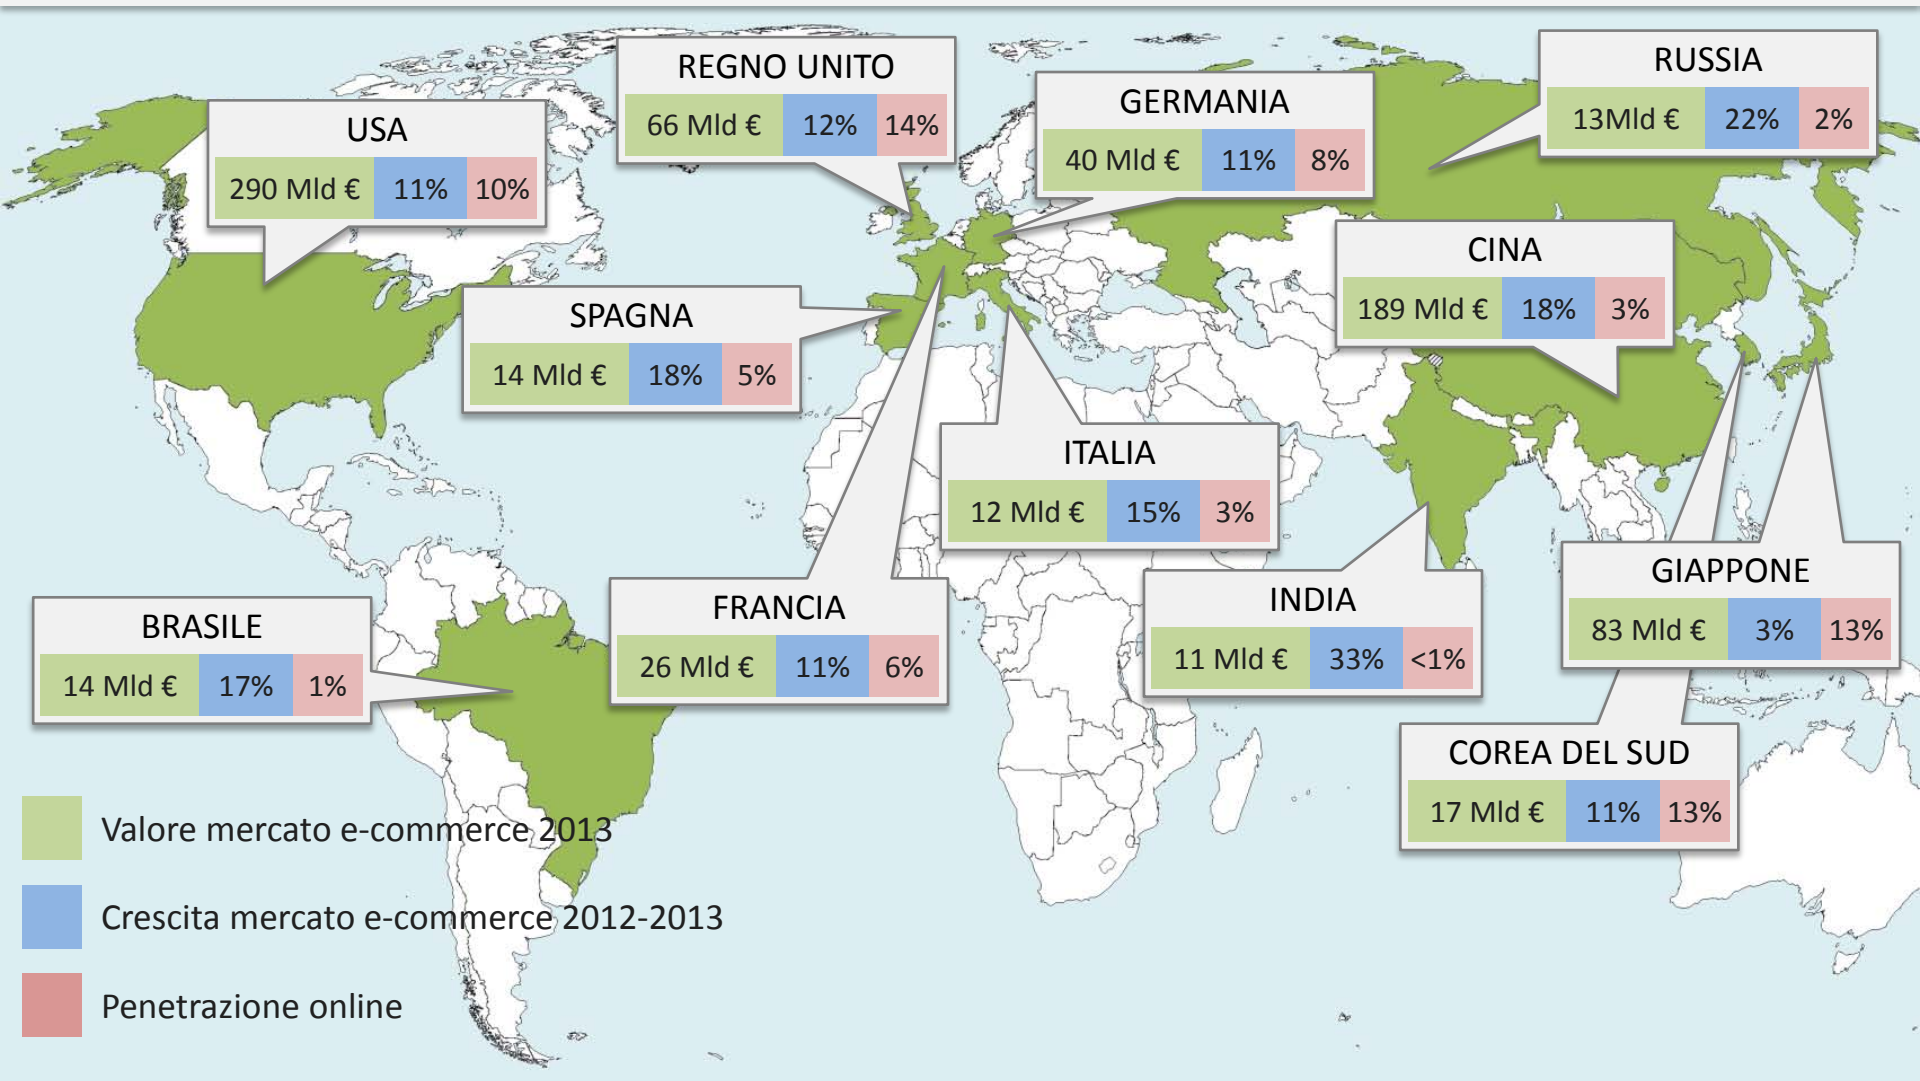 REGNO UNITO
66 Mld € 12% 14%
RUSSIA
13Mld € 22% 2%
GERMANIA
40 Mld € 11% 8%
USA
290 Mld € 11% 10%
CINA
189 Mld € 18% 3%
SPAGNA
14 Mld € 18% 5%
ITALIA
12 Mld € 15% 3%
GIAPPONE
83 Mld € 3% 13%
INDIA
11 Mld € 33% <1%
FRANCIA
26 Mld € 11% 6%
BRASILE
14 Mld € 17% 1%
COREA DEL SUD
17 Mld € 11% 13%
Valore mercato e-commerce 2013
Crescita mercato e-commerce 2012-2013
Penetrazione online